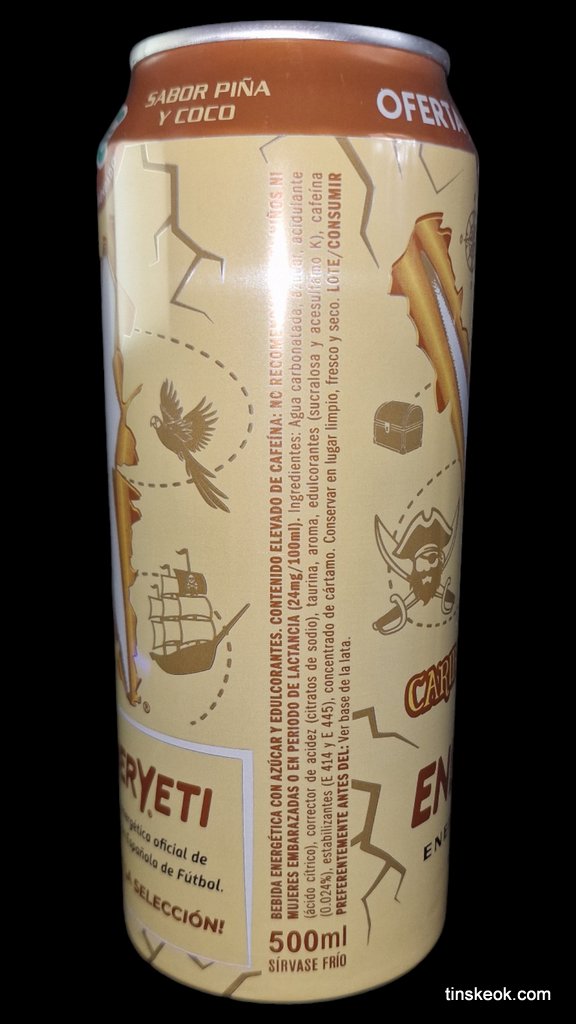 SABOR PIÑA
Y COCO
OFERTA
BEBIDA ENERGÉTICA CON AZÚCAR Y EDULCORANTES. CONTENIDO ELEVADO DE CAFEÍNA: NO NIÑOS NI
MUJERES EMBARAZADAS O EN PERIODO DE LACTANCIA (24mg/100ml). Ingredientes: Agua carbonatada, azúcar, acidulante
(ácido cítrico), corrector de acidez (citratos de sodio), taurina, aroma, edulcorantes (sucralosa y acesulfamo K), cafeína
(0.024%), estabilizantes (E 414 y E 445), concentrado de cártamo. Conservar en lugar limpio, fresco y seco. LOTE/CONSUMIR
PREFERENTEMENTE ANTES DEL: Ver base de la lata.
500ml
SÍRVASE FRÍO
ERYETI
®
rgética oficial de
Española de Fútbol.
A SELECCIÓN!
CARI
EN
ENE
tinskeok.com